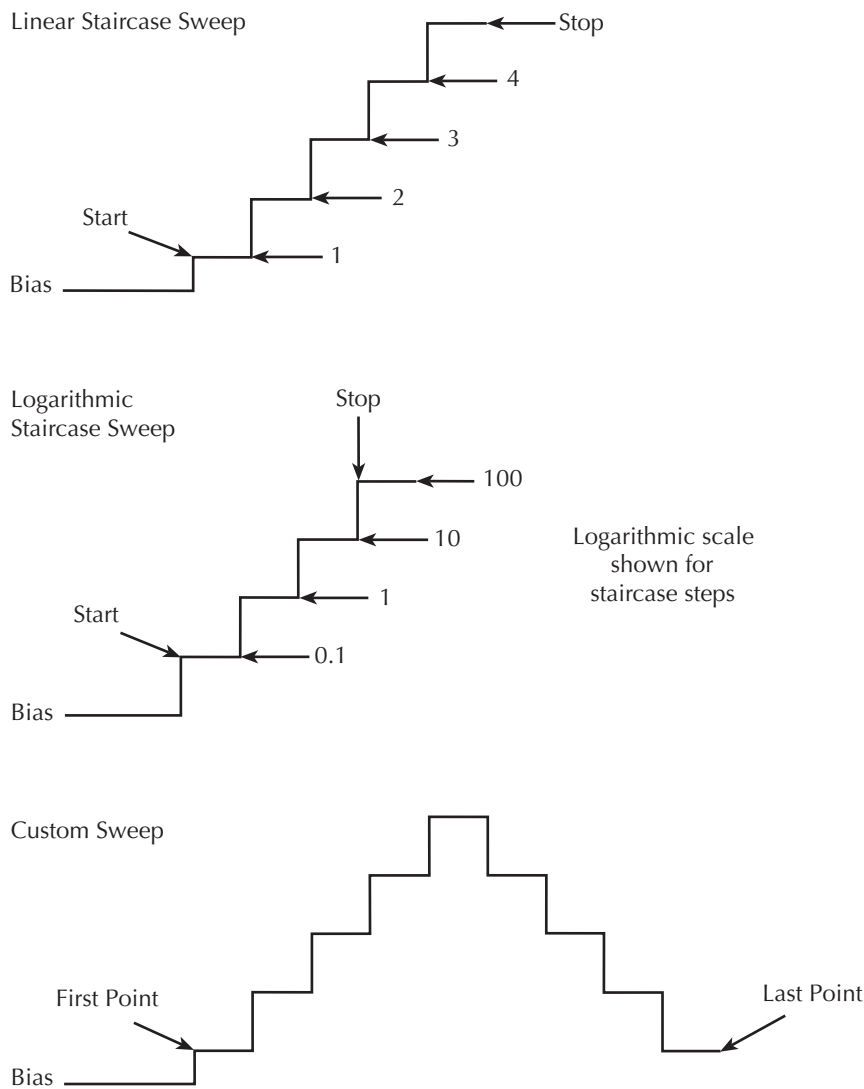 Linear Staircase Sweep
Stop
4
3
2
Start
1
Bias
Logarithmic
Staircase Sweep
Stop
100
10
Logarithmic scale
shown for
staircase steps
1
Start
0.1
Bias
Custom Sweep
First Point
Last Point
Bias